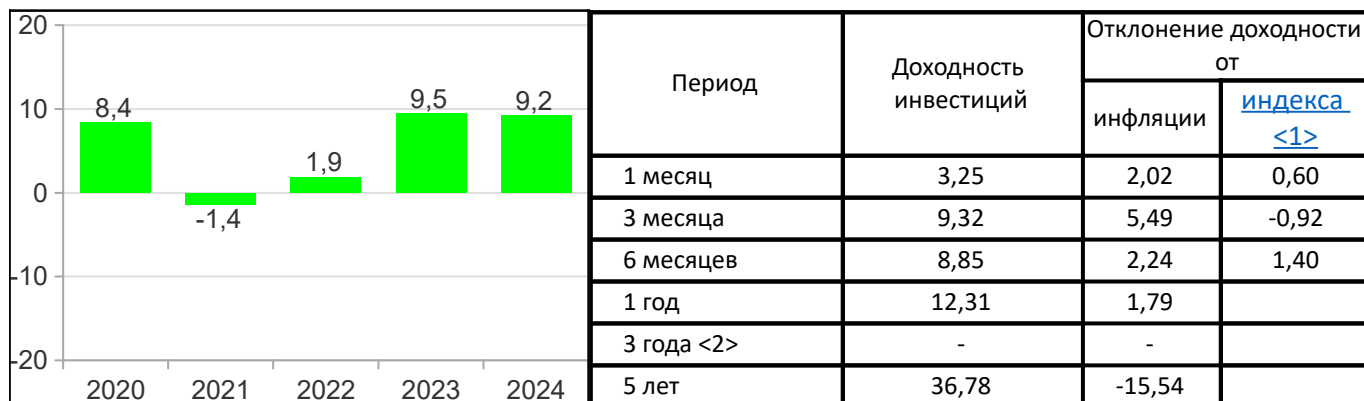 20
10
0
-10
-20
8,4
-1,4
1,9
9,5
9,2
2020 2021 2022 2023 2024
Период
Доходность
инвестиций
Отклонение доходности
от
инфляции
индекса
<1>
1 месяц 3,25 2,02 0,60
3 месяца 9,32 5,49 -0,92
6 месяцев 8,85 2,24 1,40
1 год 12,31 1,79
3 года <2> - -
5 лет 36,78 -15,54